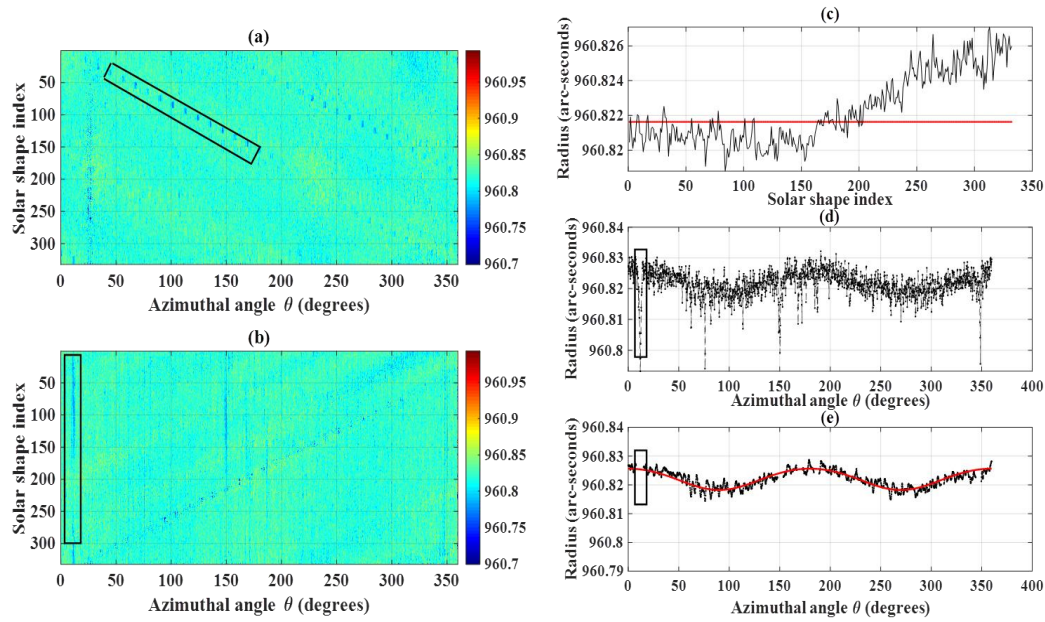 (a)
Solar shape index
50
100
150
200
250
300
0 50 100 150 200 250 300 350
Azimuthal angle θ (degrees)
960.95
960.9
960.85
960.8
960.75
960.7
(b)
Solar shape index
0
50
100
150
200
250
300
0 50 100 150 200 250 300 350
Azimuthal angle θ (degrees)
960.95
960.9
960.85
960.8
960.75
960.7
(c)
Radius (arc-seconds)
960.826
960.824
960.822
960.82
0 50 100 150 200 250 300 350
Solar shape index
(d)
Radius (arc-seconds)
960.84
960.83
960.82
960.81
960.8
0 50 100 150 200 250 300 350 400
Azimuthal angle θ (degrees)
(e)
Radius (arc-seconds)
960.84
960.83
960.82
960.81
960.8
960.79
0 50 100 150 200 250 300 350 400
Azimuthal angle θ (degrees)